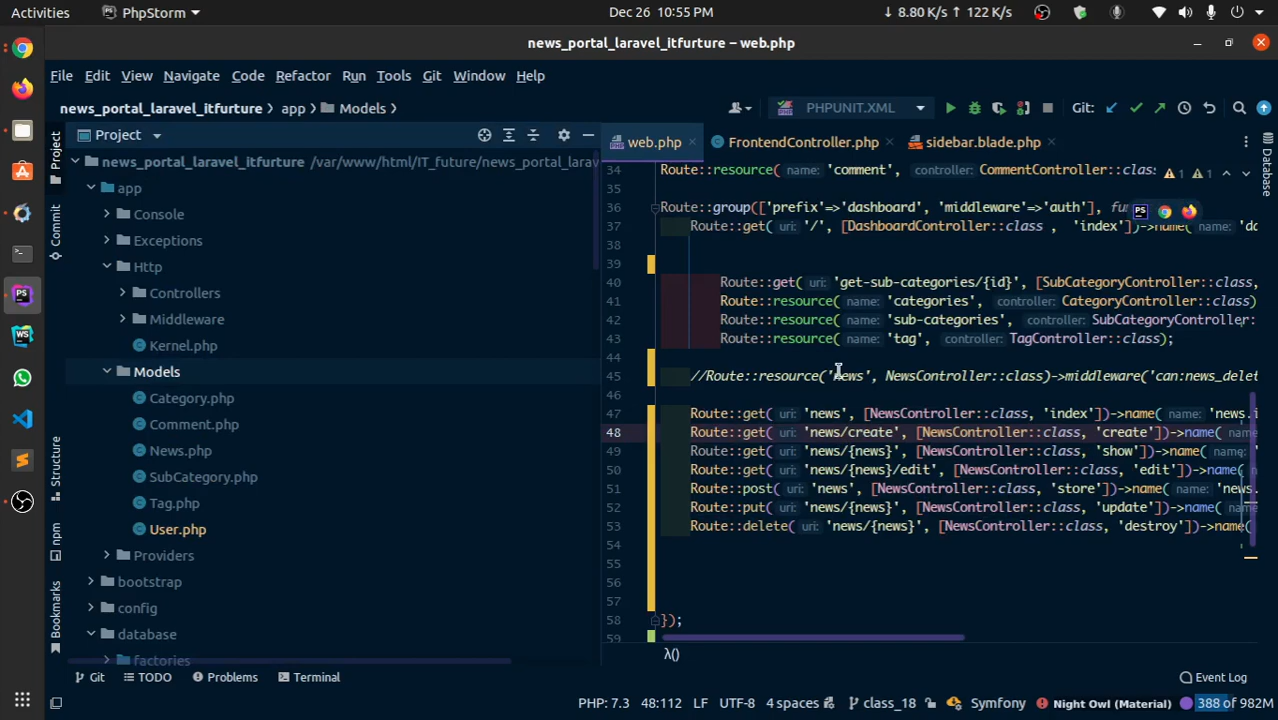 Activities PhpStorm Dec 26 10:55 PM ↓ 8.80 K/s ↑ 122 K/s
news_portal_laravel_itfurture – web.php
File Edit View Navigate Code Refactor Run Tools Git Window Help
news_portal_laravel_itfurture app Models PHPUNIT.XML Git:
Project
web.php FrontendController.php sidebar.blade.php
news_portal_laravel_itfurture /var/www/html/IT_future/news_portal_larav
app
Console
Exceptions
Http
Controllers
Middleware
Kernel.php
Models
Category.php
Comment.php
News.php
SubCategory.php
Tag.php
User.php
Providers
bootstrap
config
database
factories
34 Route::resource( name: 'comment', controller: CommentController::class 1 1
35
36 Route::group(['prefix'=>'dashboard', 'middleware'=>'auth'], fu
37 Route::get( uri: '/', [DashboardController::class , 'index'])->name( name: 'da
38
39
40 Route::get( uri: 'get-sub-categories/{id}', [SubCategoryController::class,
41 Route::resource( name: 'categories', controller: CategoryController::class)
42 Route::resource( name: 'sub-categories', controller: SubCategoryController:
43 Route::resource( name: 'tag', controller: TagController::class);
44
45 //Route::resource('news', NewsController::class)->middleware('can:news_delet
46
47 Route::get( uri: 'news', [NewsController::class, 'index'])->name( name: 'news.i
48 Route::get( uri: 'news/create', [NewsController::class, 'create'])->name( name:
49 Route::get( uri: 'news/{news}', [NewsController::class, 'show'])->name( name:
50 Route::get( uri: 'news/{news}/edit', [NewsController::class, 'edit'])->name(
51 Route::post( uri: 'news', [NewsController::class, 'store'])->name( name: 'news.
52 Route::put( uri: 'news/{news}', [NewsController::class, 'update'])->name( name:
53 Route::delete( uri: 'news/{news}', [NewsController::class, 'destroy'])->name(
54
55
56
57
58 });
59
λ()
Project
Commit
Structure
npm
Bookmarks
Database
Git TODO Problems Terminal Event Log
PHP: 7.3 48:112 LF UTF-8 4 spaces class_18 Symfony Night Owl (Material) 388 of 982M